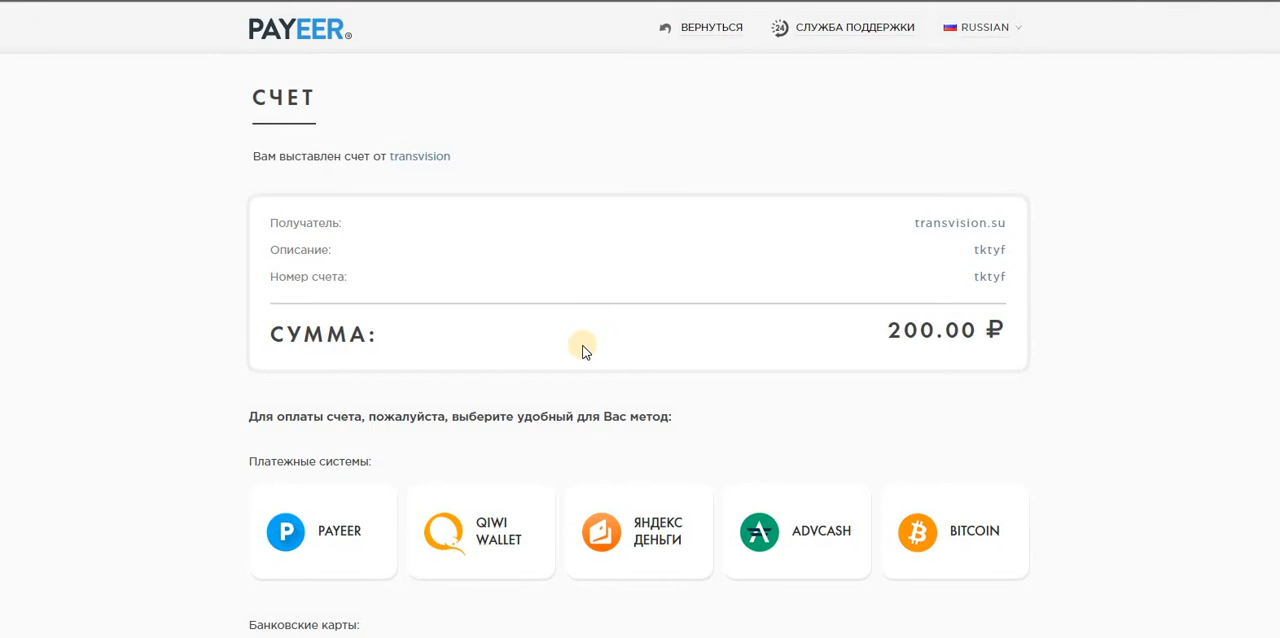 PAYEER®
ВЕРНУТЬСЯ
24 СЛУЖБА ПОДДЕРЖКИ
RUSSIAN
СЧЕТ
Вам выставлен счет от transvision
Получатель: transvision.su
Описание: tktyf
Номер счета: tktyf
СУММА: 200.00 ₽
Для оплаты счета, пожалуйста, выберите удобный для Вас метод:
Платежные системы:
PAYEER
QIWI
WALLET
ЯНДЕКС
ДЕНЬГИ
ADVCASH
BITCOIN
Банковские карты: